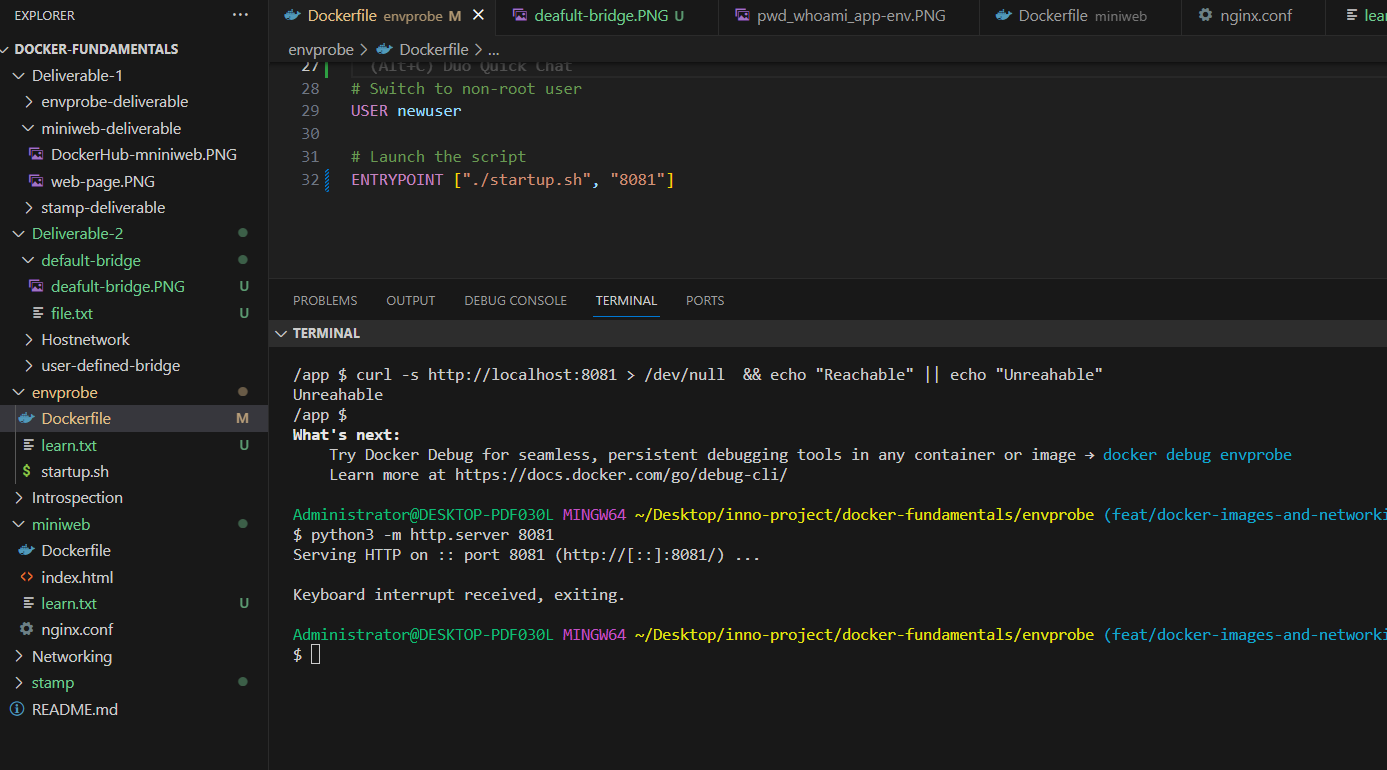 EXPLORER
...
DOCKER-FUNDAMENTALS
Deliverable-1
envprobe-deliverable
miniweb-deliverable
DockerHub-mniniweb.PNG
web-page.PNG
stamp-deliverable
Deliverable-2
default-bridge
deafult-bridge.PNG U
file.txt U
Hostnetwork
user-defined-bridge
envprobe
Dockerfile M
learn.txt U
startup.sh
Introspection
miniweb
Dockerfile
index.html
learn.txt U
nginx.conf
Networking
stamp
README.md
Dockerfile envprobe M
deafult-bridge.PNG U
pwd_whoami_app-env.PNG
Dockerfile miniweb
nginx.conf
lear
envprobe > Dockerfile > ...
27 (Alt+C) Duo Quick Chat
28 # Switch to non-root user
29 USER newuser
30
31 # Launch the script
32 ENTRYPOINT ["./startup.sh", "8081"]
PROBLEMS OUTPUT DEBUG CONSOLE TERMINAL PORTS
TERMINAL
/app $ curl -s http://localhost:8081 > /dev/null  && echo "Reachable" || echo "Unreahable"
Unreahable
/app $
What's next:
Try Docker Debug for seamless, persistent debugging tools in any container or image → docker debug envprobe
Learn more at https://docs.docker.com/go/debug-cli/
Administrator@DESKTOP-PDF030L MINGW64 ~/Desktop/inno-project/docker-fundamentals/envprobe (feat/docker-images-and-networki
$ python3 -m http.server 8081
Serving HTTP on :: port 8081 (http://[::]:8081/) ...
Keyboard interrupt received, exiting.
Administrator@DESKTOP-PDF030L MINGW64 ~/Desktop/inno-project/docker-fundamentals/envprobe (feat/docker-images-and-networki
$